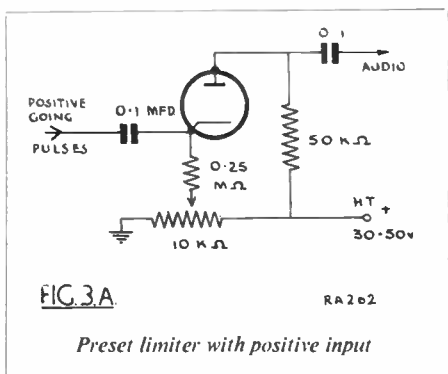 0.1
AUDIO
POSITIVE
GOING
PULSES
0.1 MFD.
50 KΩ
0.25
MΩ
10 KΩ
HT +
30-50v
FIG. 3.A.
RA262
Preset limiter with positive input